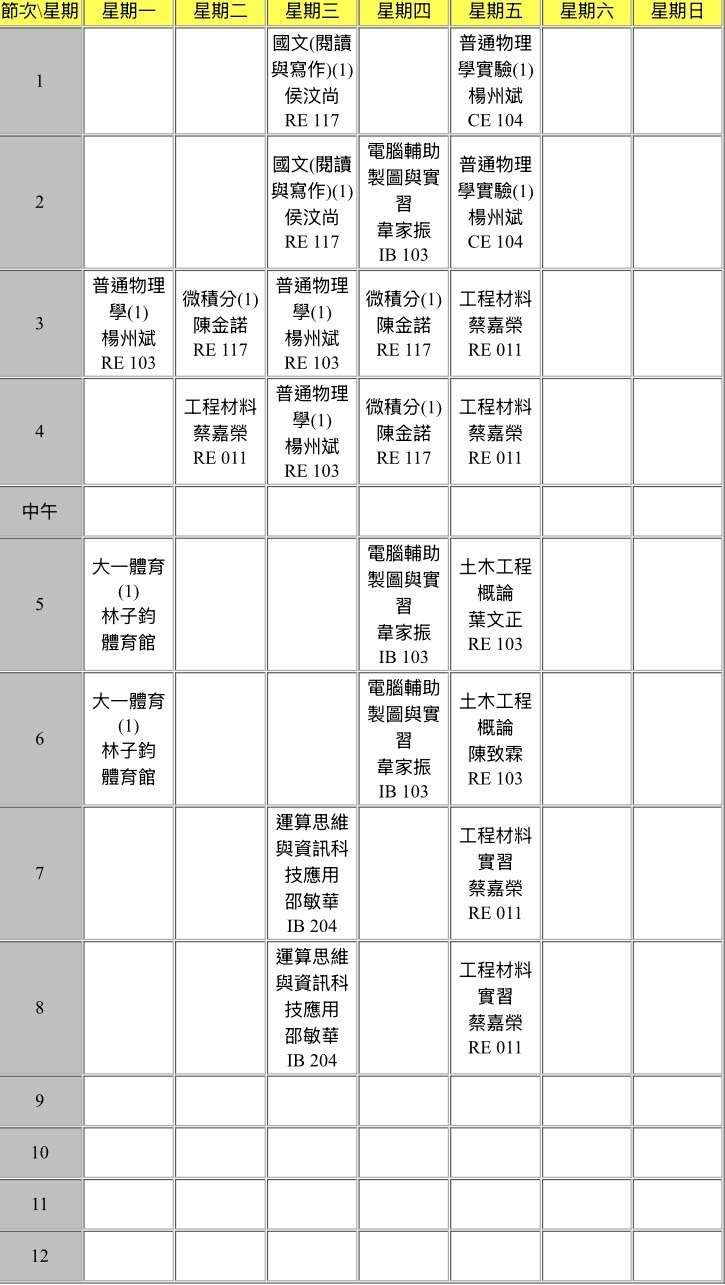 節次\星期 星期一 星期二 星期三 星期四 星期五 星期六 星期日
1
國文(閱讀
與寫作)(1)
侯汶尚
RE 117
普通物理
學實驗(1)
楊州斌
CE 104
2
國文(閱讀
與寫作)(1)
侯汶尚
RE 117
電腦輔助
製圖與實
習
韋家振
IB 103
普通物理
學實驗(1)
楊州斌
CE 104
3
普通物理
學(1)
楊州斌
RE 103
微積分(1)
陳金諾
RE 117
普通物理
學(1)
楊州斌
RE 103
微積分(1)
陳金諾
RE 117
工程材料
蔡嘉榮
RE 011
4
工程材料
蔡嘉榮
RE 011
普通物理
學(1)
楊州斌
RE 103
微積分(1)
陳金諾
RE 117
工程材料
蔡嘉榮
RE 011
中午
5
大一體育
(1)
林子鈞
體育館
電腦輔助
製圖與實
習
韋家振
IB 103
土木工程
概論
葉文正
RE 103
6
大一體育
(1)
林子鈞
體育館
電腦輔助
製圖與實
習
韋家振
IB 103
土木工程
概論
陳致霖
RE 103
7
運算思維
與資訊科
技應用
邵敏華
IB 204
工程材料
實習
蔡嘉榮
RE 011
8
運算思維
與資訊科
技應用
邵敏華
IB 204
工程材料
實習
蔡嘉榮
RE 011
9
10
11
12